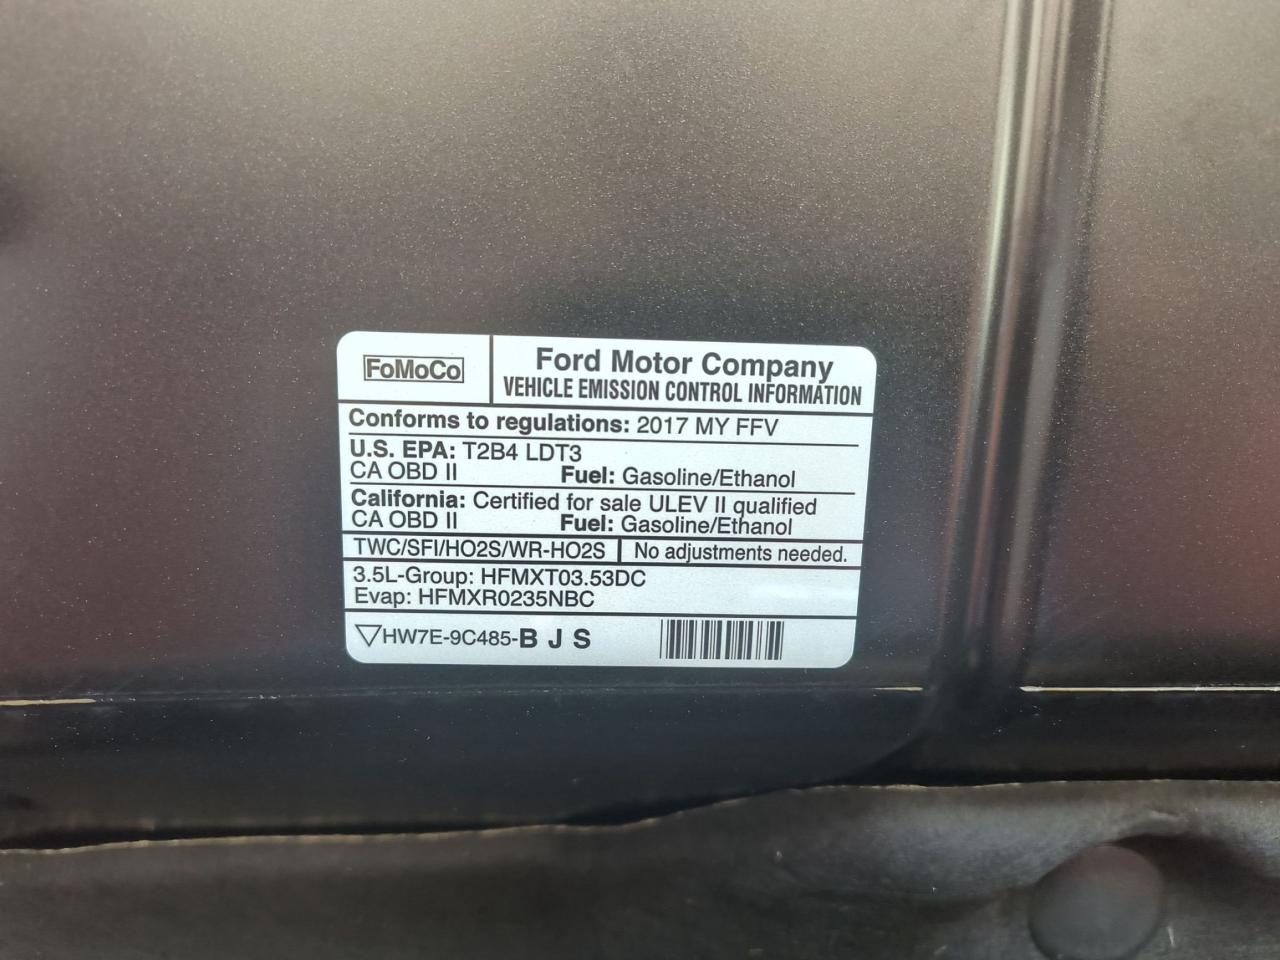 FoMoCo
Ford Motor Company
VEHICLE EMISSION CONTROL INFORMATION
Conforms to regulations: 2017 MY FFV
U.S. EPA: T2B4 LDT3
CA OBD II Fuel: Gasoline/Ethanol
California: Certified for sale ULEV II qualified
CA OBD II Fuel: Gasoline/Ethanol
TWC/SFI/HO2S/WR-HO2S No adjustments needed.
3.5L-Group: HFMXT03.53DC
Evap: HFMXR0235NBC
▽HW7E-9C485-B J S